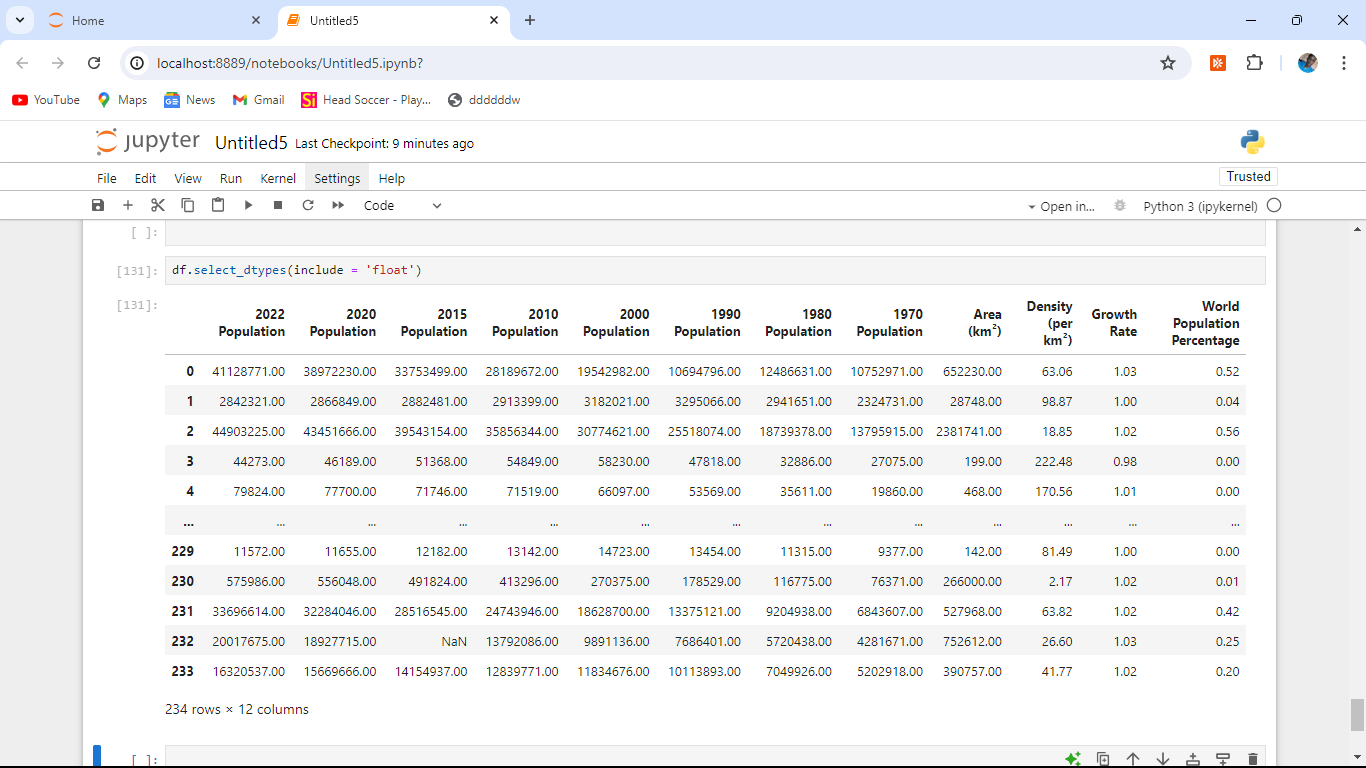 Home
Untitled5
localhost:8889/notebooks/Untitled5.ipynb?
YouTube Maps News Gmail Head Soccer - Play... ddddddw
jupyter Untitled5 Last Checkpoint: 9 minutes ago
File Edit View Run Kernel Settings Help Trusted
Code Open in... Python 3 (ipykernel)
[ ]:
[131]: df.select_dtypes(include = 'float')
[131]:
2022 Population 2020 Population 2015 Population 2010 Population 2000 Population 1990 Population 1980 Population 1970 Population Area (km²) Density (per km²) Growth Rate World Population Percentage
0 41128771.00 38972230.00 33753499.00 28189672.00 19542982.00 10694796.00 12486631.00 10752971.00 652230.00 63.06 1.03 0.52
1 2842321.00 2866849.00 2882481.00 2913399.00 3182021.00 3295066.00 2941651.00 2324731.00 28748.00 98.87 1.00 0.04
2 44903225.00 43451666.00 39543154.00 35856344.00 30774621.00 25518074.00 18739378.00 13795915.00 2381741.00 18.85 1.02 0.56
3 44273.00 46189.00 51368.00 54849.00 58230.00 47818.00 32886.00 27075.00 199.00 222.48 0.98 0.00
4 79824.00 77700.00 71746.00 71519.00 66097.00 53569.00 35611.00 19860.00 468.00 170.56 1.01 0.00
... ... ... ... ... ... ... ... ... ... ... ... ...
229 11572.00 11655.00 12182.00 13142.00 14723.00 13454.00 11315.00 9377.00 142.00 81.49 1.00 0.00
230 575986.00 556048.00 491824.00 413296.00 270375.00 178529.00 116775.00 76371.00 266000.00 2.17 1.02 0.01
231 33696614.00 32284046.00 28516545.00 24743946.00 18628700.00 13375121.00 9204938.00 6843607.00 527968.00 63.82 1.02 0.42
232 20017675.00 18927715.00 NaN 13792086.00 9891136.00 7686401.00 5720438.00 4281671.00 752612.00 26.60 1.03 0.25
233 16320537.00 15669666.00 14154937.00 12839771.00 11834676.00 10113893.00 7049926.00 5202918.00 390757.00 41.77 1.02 0.20
234 rows × 12 columns
[ ]: